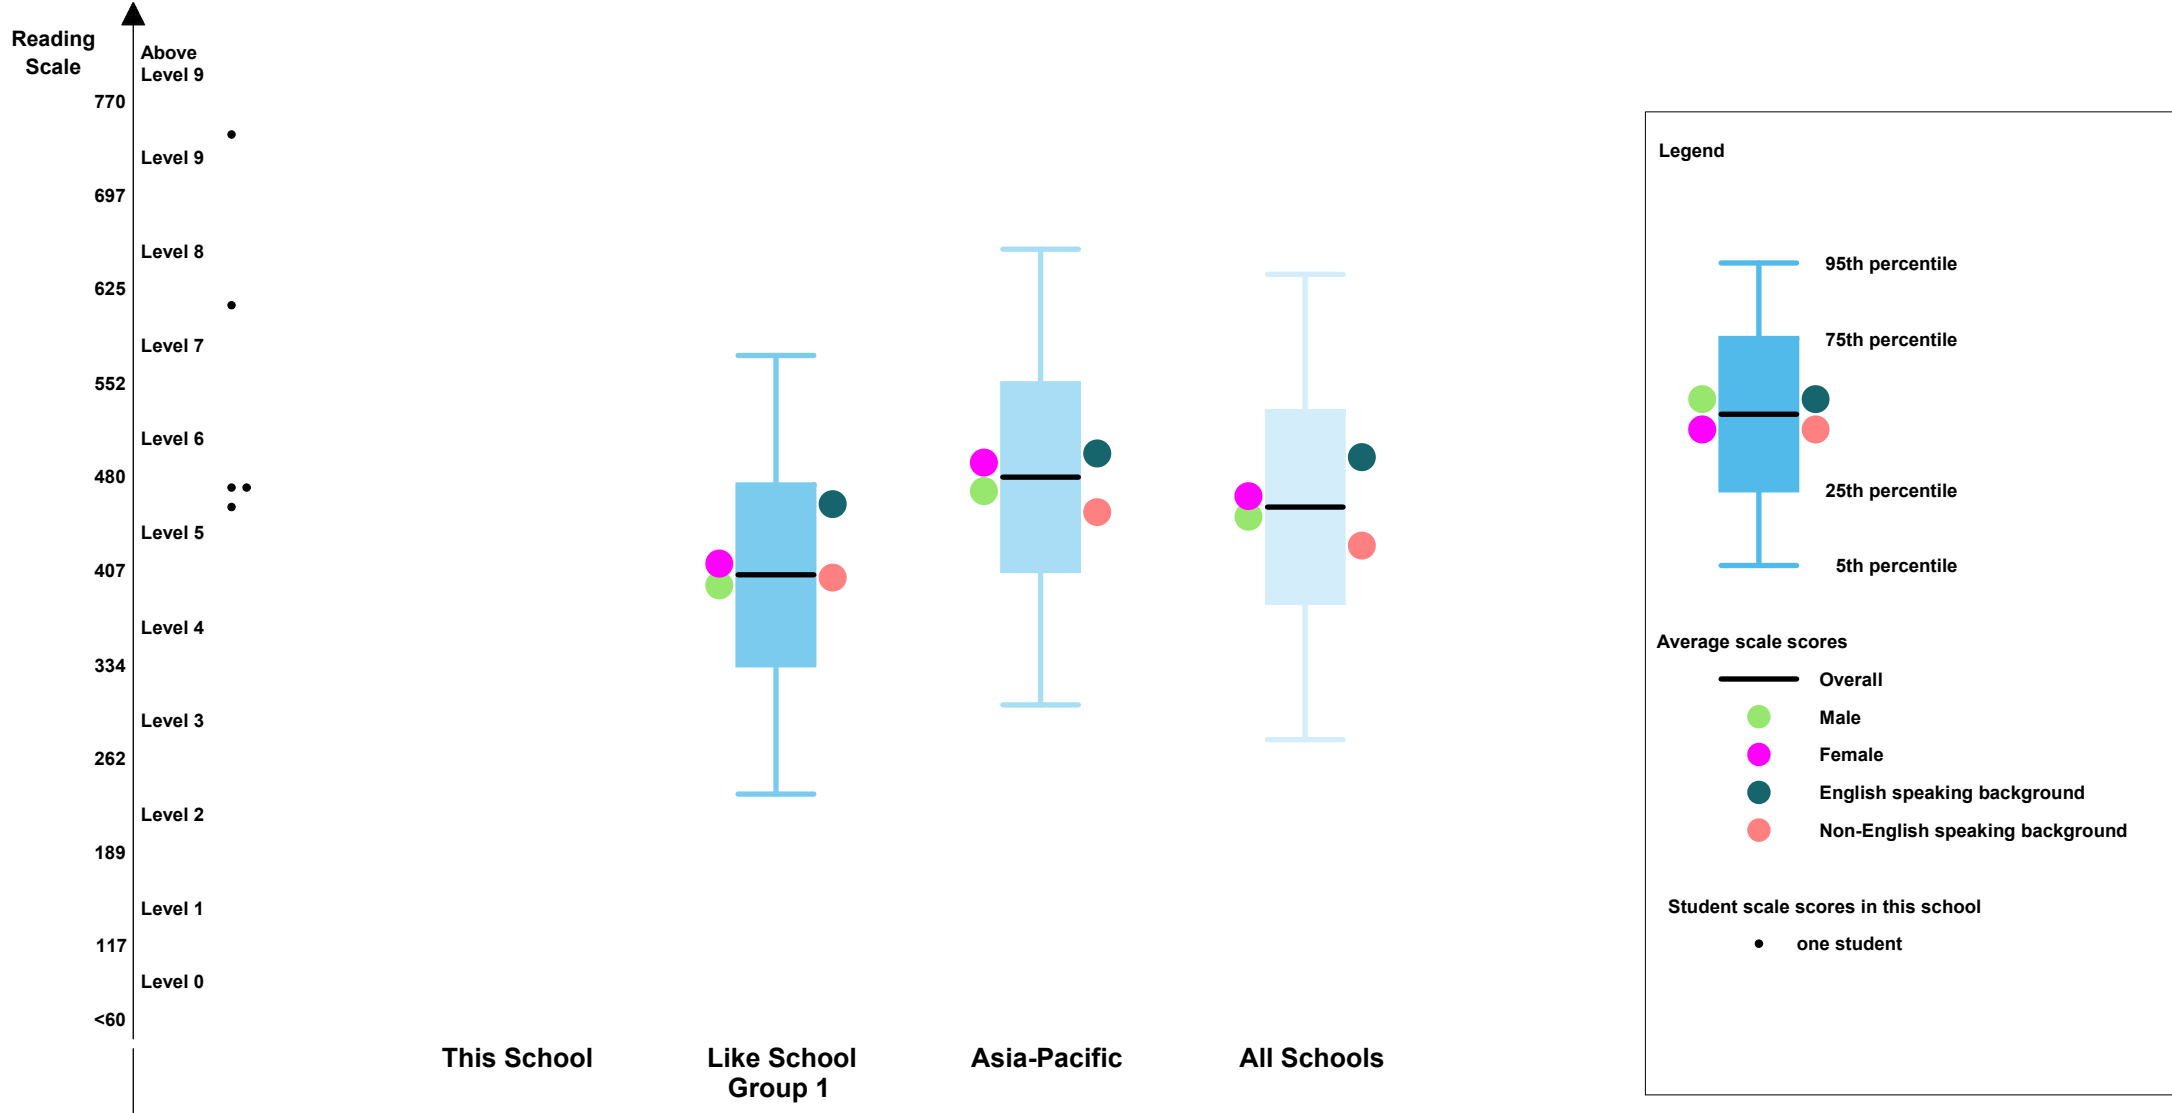 Reading
Scale
Above
Level 9
770
Level 9
697
Level 8
625
Level 7
552
Level 6
480
Level 5
407
Level 4
334
Level 3
262
Level 2
189
Level 1
117
Level 0
<60
This School
Like School
Group 1
Asia-Pacific
All Schools
Legend
95th percentile
75th percentile
25th percentile
5th percentile
Average scale scores
Overall
Male
Female
English speaking background
Non-English speaking background
Student scale scores in this school
one student